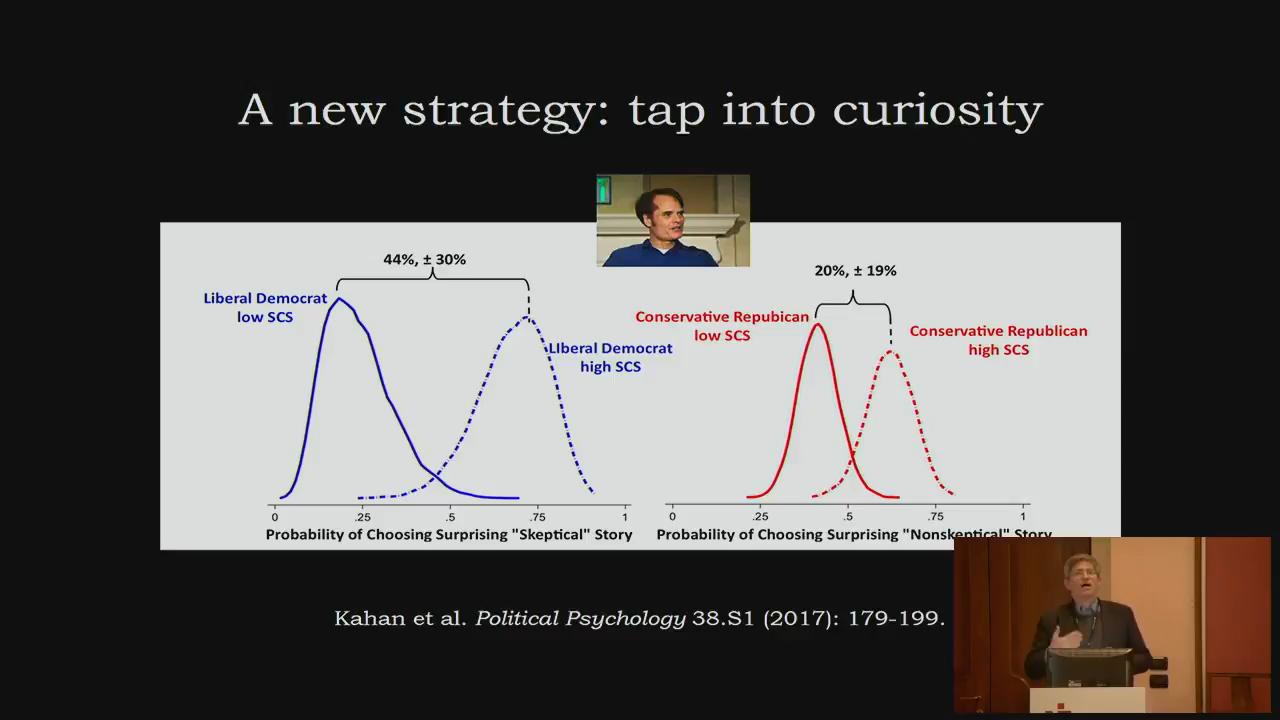 A new strategy: tap into curiosity
44%, ± 30%
Liberal Democrat
low SCS
LIberal Democrat
high SCS
0 .25 .5 .75 1
Probability of Choosing Surprising "Skeptical" Story
20%, ± 19%
Conservative Repubican
low SCS
Conservative Republican
high SCS
0 .25 .5 .75 1
Probability of Choosing Surprising "Nonskeptical" Story
Kahan et al. Political Psychology 38.S1 (2017): 179-199.